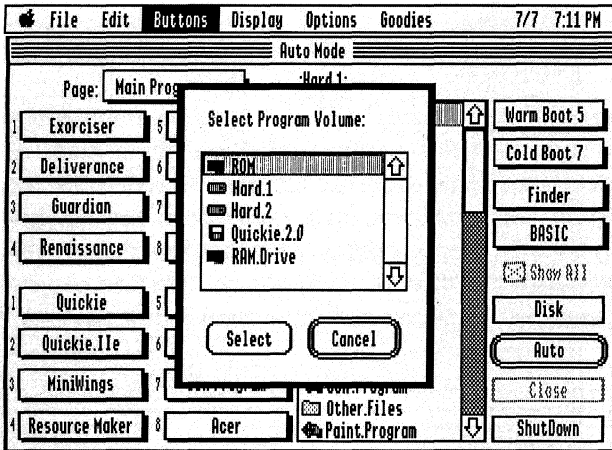 File Edit Buttons Display Options Goodies 7/7 7:11 PM
Auto Mode
Page: Main Prog
:Hard.1:
1 Exorciser 5
2 Deliverance 6
3 Guardian 7
4 Renaissance 8
1 Quickie 5
2 Quickie.IIe 6
3 MiniWings 7
4 Resource Maker 8 Acer
Select Program Volume:
ROM
Hard.1
Hard.2
Quickie.2.0
RAM.Drive
Select Cancel
Other.Files
Paint.Program
Warm Boot 5
Cold Boot 7
Finder
BASIC
Show All
Disk
Auto
Close
ShutDown